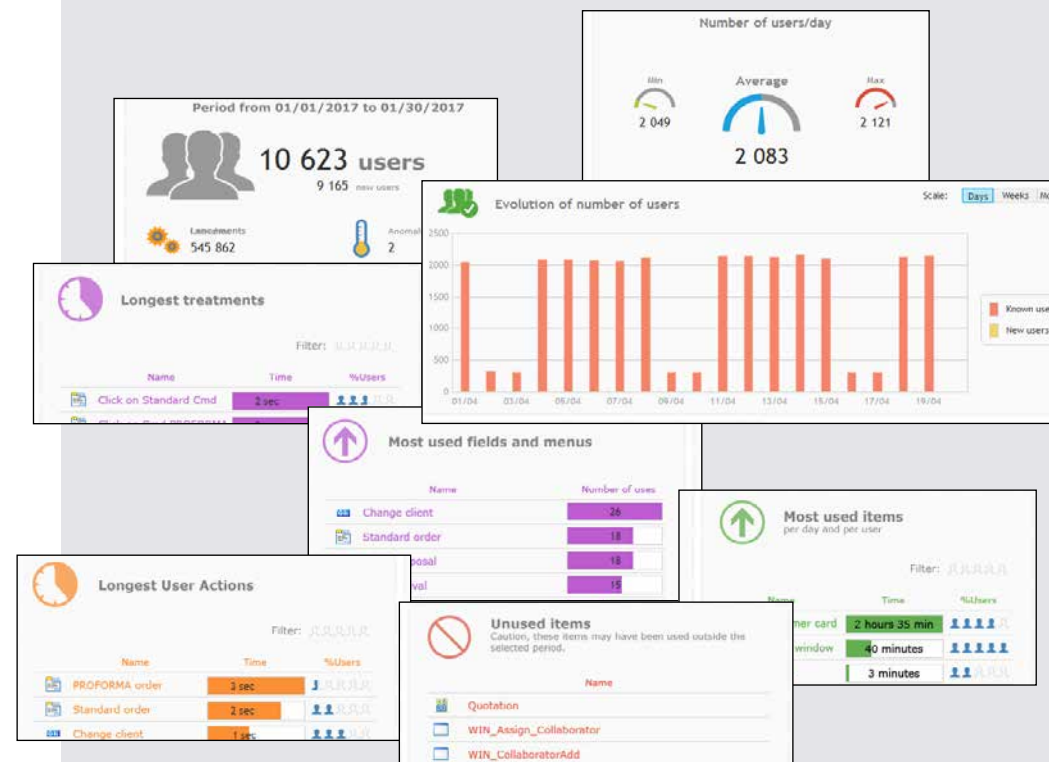 Number of users/day
Min
Average
Max
2 049
2 083
2 121
Period from 01/01/2017 to 01/30/2017
10 623 users
9 165 new users
Lancements
545 862
Anomal
2
Evolution of number of users
Scale: Days Weeks Mo
2500
2000
1500
1000
500
0
01/04 03/04 05/04 07/04 09/04 11/04 13/04 15/04 17/04 19/04
Known use
New users
Longest treatments
Filter:
Name Time %Users
Click on Standard Cmd 2 sec
Most used fields and menus
Name Number of uses
Change client 26
Standard order 18
posal 18
val 15
Most used items
per day and per user
Filter:
Name Time %Users
mer card 2 hours 35 min
window 40 minutes
3 minutes
Longest User Actions
Filter:
Name Time %Users
PROFORMA order 3 sec
Standard order 2 sec
Change client 1 sec
Unused items
Caution, these items may have been used outside the
selected period.
Name
Quotation
WIN_Assign_Collaborator
WIN_CollaboratorAdd